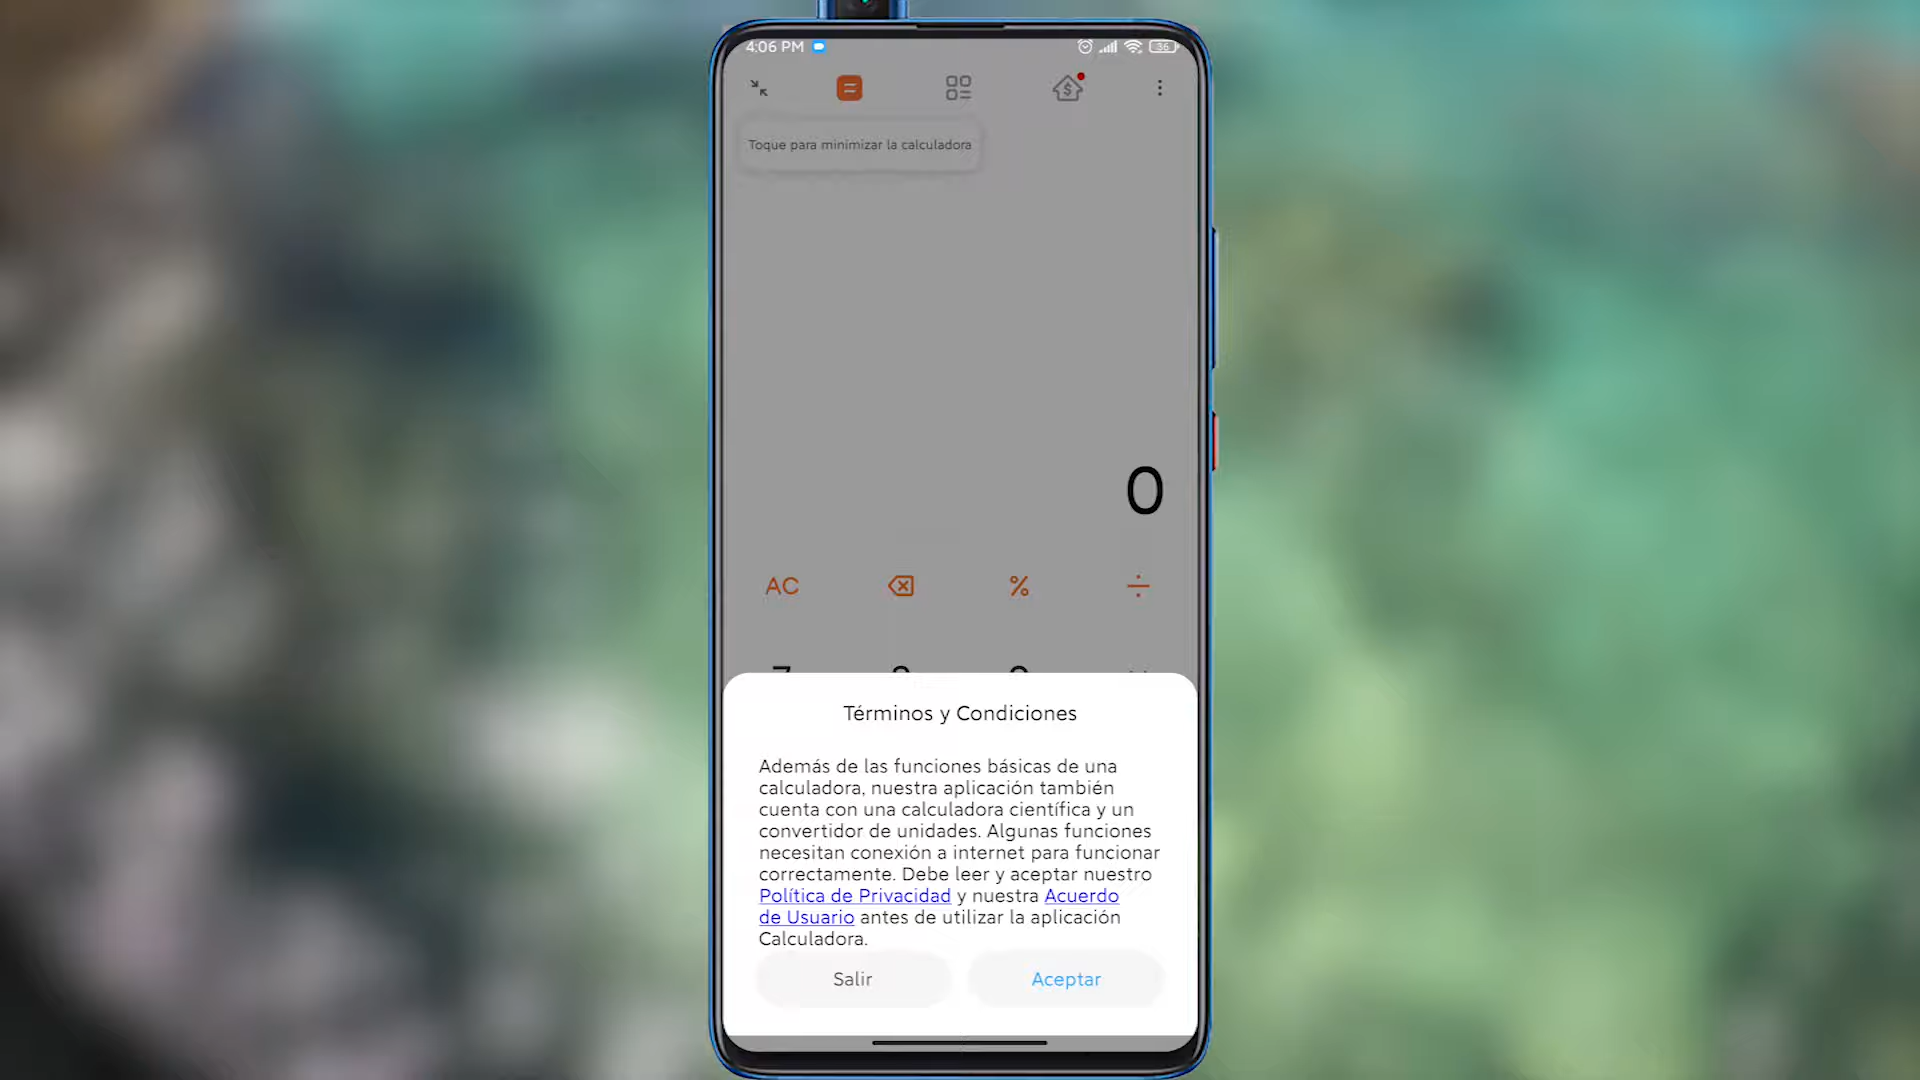 4:06 PM
36
Toque para minimizar la calculadora
0
AC
%
÷
Términos y Condiciones
Además de las funciones básicas de una
calculadora, nuestra aplicación también
cuenta con una calculadora científica y un
convertidor de unidades. Algunas funciones
necesitan conexión a internet para funcionar
correctamente. Debe leer y aceptar nuestro
Política de Privacidad y nuestra Acuerdo
de Usuario antes de utilizar la aplicación
Calculadora.
Salir
Aceptar